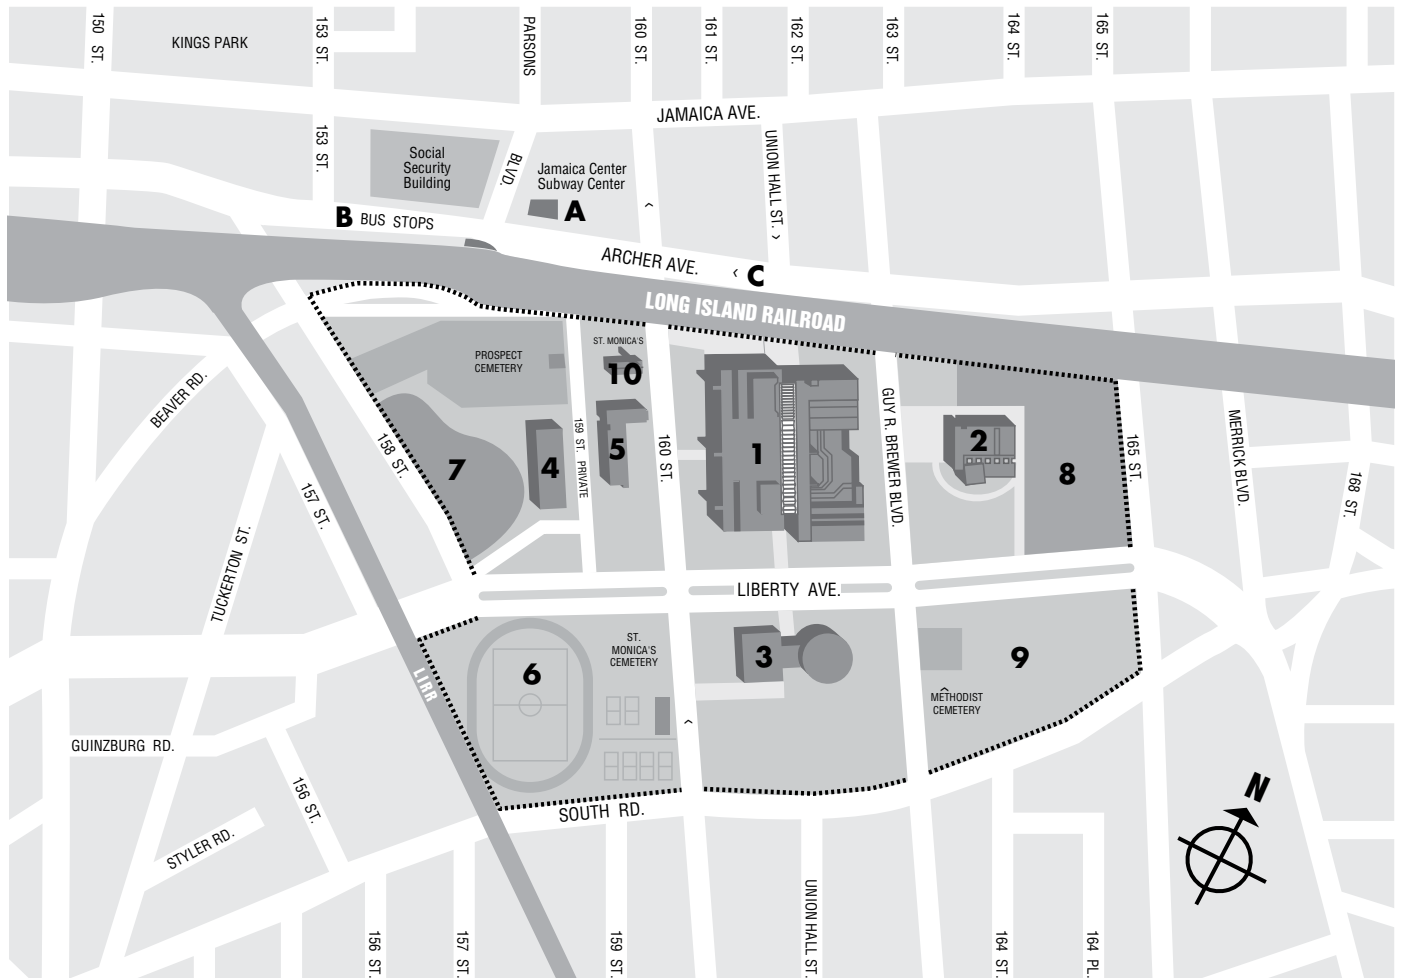 150 ST.
KINGS PARK
153 ST.
PARSONS
160 ST.
161 ST.
162 ST.
163 ST.
164 ST.
165 ST.
JAMAICA AVE.
153 ST.
Social
Security
Building
BLVD.
Jamaica Center
Subway Center
UNION HALL ST.
A
B BUS STOPS
ARCHER AVE.
C
LONG ISLAND RAILROAD
ST. MONICA'S
PROSPECT
CEMETERY
10
BEAVER RD.
158 ST.
159 ST. PRIVATE
160 ST.
GUY R. BREWER BLVD.
165 ST.
MERRICK BLVD.
168 ST.
7
4
5
1
2
8
157 ST.
TUCKERTON ST.
LIBERTY AVE.
ST.
MONICA'S
CEMETERY
6
3
9
LIRR
METHODIST
CEMETERY
GUINZBURG RD.
156 ST.
SOUTH RD.
STYLER RD.
N
156 ST.
157 ST.
159 ST.
UNION HALL ST.
164 ST.
164 PL.